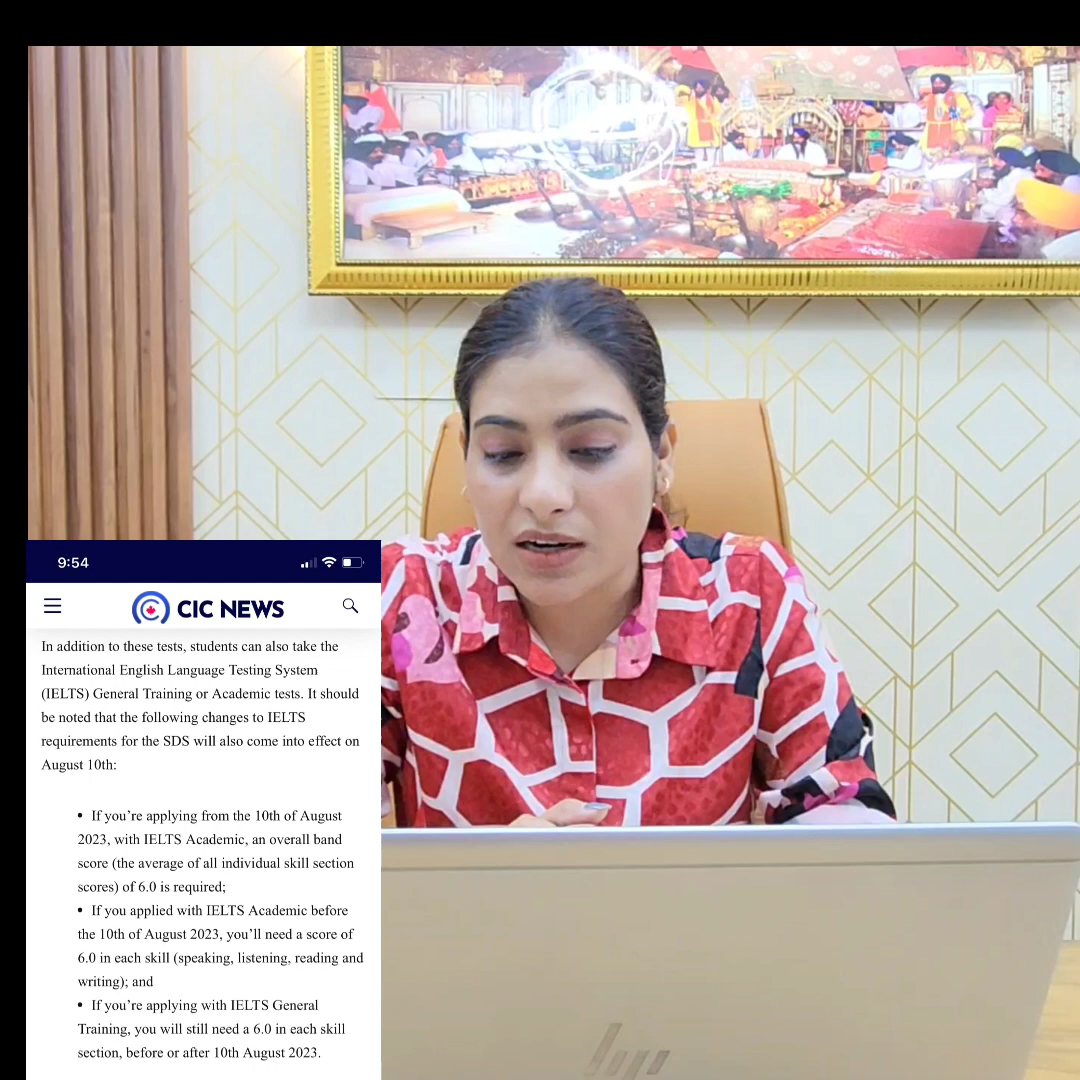 9:54
CIC NEWS
In addition to these tests, students can also take the
International English Language Testing System
(IELTS) General Training or Academic tests. It should
be noted that the following changes to IELTS
requirements for the SDS will also come into effect on
August 10th:
• If you’re applying from the 10th of August
2023, with IELTS Academic, an overall band
score (the average of all individual skill section
scores) of 6.0 is required;
• If you applied with IELTS Academic before
the 10th of August 2023, you’ll need a score of
6.0 in each skill (speaking, listening, reading and
writing); and
• If you’re applying with IELTS General
Training, you will still need a 6.0 in each skill
section, before or after 10th August 2023.
hp